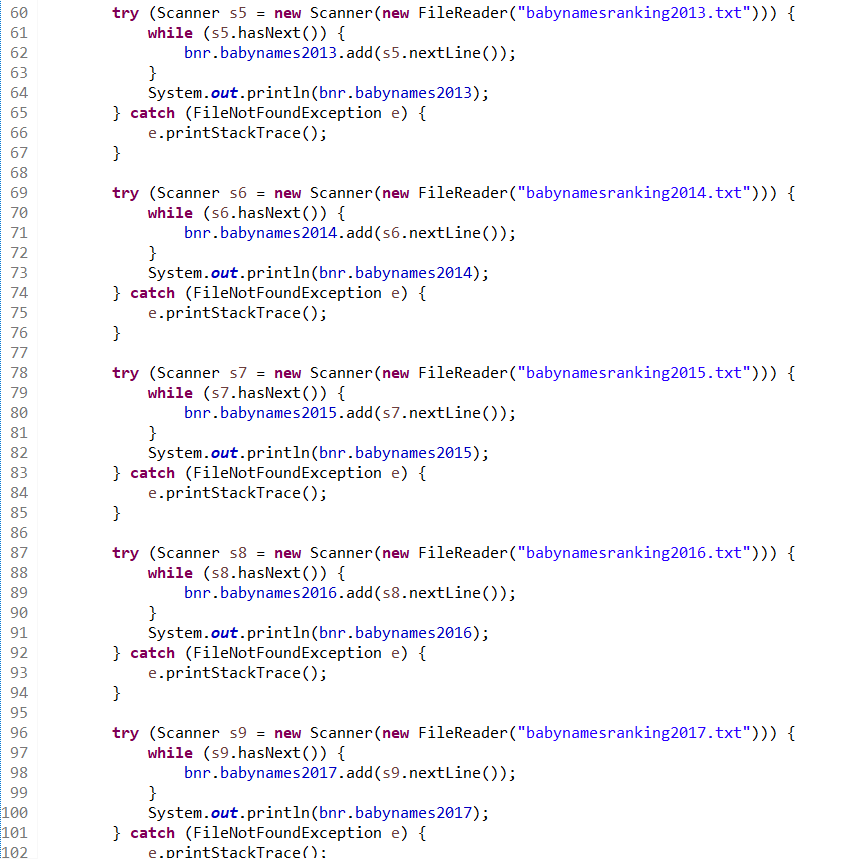 60 try (Scanner s5 = new Scanner(new FileReader("babynamesranking2013.txt"))) {
61 while (s5.hasNext()) {
62 bnr.babynames2013.add(s5.nextLine());
63 }
64 System.out.println(bnr.babynames2013);
65 } catch (FileNotFoundException e) {
66 e.printStackTrace();
67 }
68
69 try (Scanner s6 = new Scanner(new FileReader("babynamesranking2014.txt"))) {
70 while (s6.hasNext()) {
71 bnr.babynames2014.add(s6.nextLine());
72 }
73 System.out.println(bnr.babynames2014);
74 } catch (FileNotFoundException e) {
75 e.printStackTrace();
76 }
77
78 try (Scanner s7 = new Scanner(new FileReader("babynamesranking2015.txt"))) {
79 while (s7.hasNext()) {
80 bnr.babynames2015.add(s7.nextLine());
81 }
82 System.out.println(bnr.babynames2015);
83 } catch (FileNotFoundException e) {
84 e.printStackTrace();
85 }
86
87 try (Scanner s8 = new Scanner(new FileReader("babynamesranking2016.txt"))) {
88 while (s8.hasNext()) {
89 bnr.babynames2016.add(s8.nextLine());
90 }
91 System.out.println(bnr.babynames2016);
92 } catch (FileNotFoundException e) {
93 e.printStackTrace();
94 }
95
96 try (Scanner s9 = new Scanner(new FileReader("babynamesranking2017.txt"))) {
97 while (s9.hasNext()) {
98 bnr.babynames2017.add(s9.nextLine());
99 }
100 System.out.println(bnr.babynames2017);
101 } catch (FileNotFoundException e) {
102 e.printStackTrace();